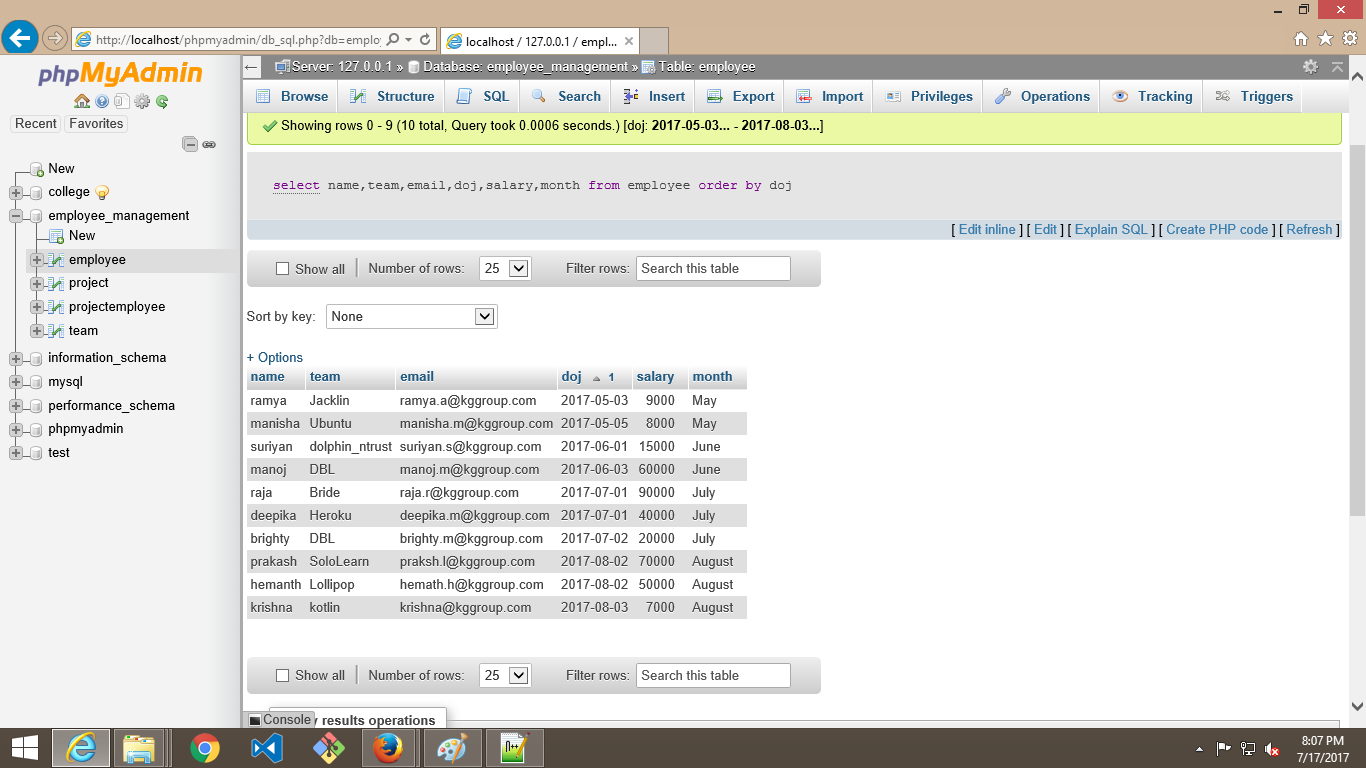 http://localhost/phpmyadmin/db_sql.php?db=emplo
localhost / 127.0.0.1 / empl...
phpMyAdmin
Recent Favorites
New
college
employee_management
New
employee
project
projectemployee
team
information_schema
mysql
performance_schema
phpmyadmin
test
Server: 127.0.0.1 » Database: employee_management » Table: employee
Browse Structure SQL Search Insert Export Import Privileges Operations Tracking Triggers
Showing rows 0 - 9 (10 total, Query took 0.0006 seconds.) [doj: 2017-05-03... - 2017-08-03...]
select name,team,email,doj,salary,month from employee order by doj
[ Edit inline ] [ Edit ] [ Explain SQL ] [ Create PHP code ] [ Refresh ]
Show all Number of rows: 25 Filter rows: Search this table
Sort by key: None
+ Options
name team email doj 1 salary month
ramya Jacklin ramya.a@kggroup.com 2017-05-03 9000 May
manisha Ubuntu manisha.m@kggroup.com 2017-05-05 8000 May
suriyan dolphin_ntrust suriyan.s@kggroup.com 2017-06-01 15000 June
manoj DBL manoj.m@kggroup.com 2017-06-03 60000 June
raja Bride raja.r@kggroup.com 2017-07-01 90000 July
deepika Heroku deepika.m@kggroup.com 2017-07-01 40000 July
brighty DBL brighty.m@kggroup.com 2017-07-02 20000 July
prakash SoloLearn praksh.l@kggroup.com 2017-08-02 70000 August
hemanth Lollipop hemath.h@kggroup.com 2017-08-02 50000 August
krishna kotlin krishna@kggroup.com 2017-08-03 7000 August
Show all Number of rows: 25 Filter rows: Search this table
Console results operations
8:07 PM
7/17/2017